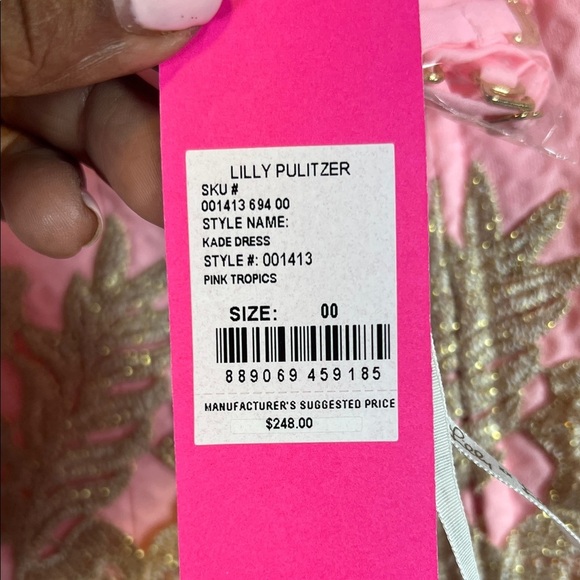 LILLY PULITZER
SKU #
001413 694 00
STYLE NAME:
KADE DRESS
STYLE #: 001413
PINK TROPICS
SIZE: 00
889069 459185
MANUFACTURER'S SUGGESTED PRICE
$248.00